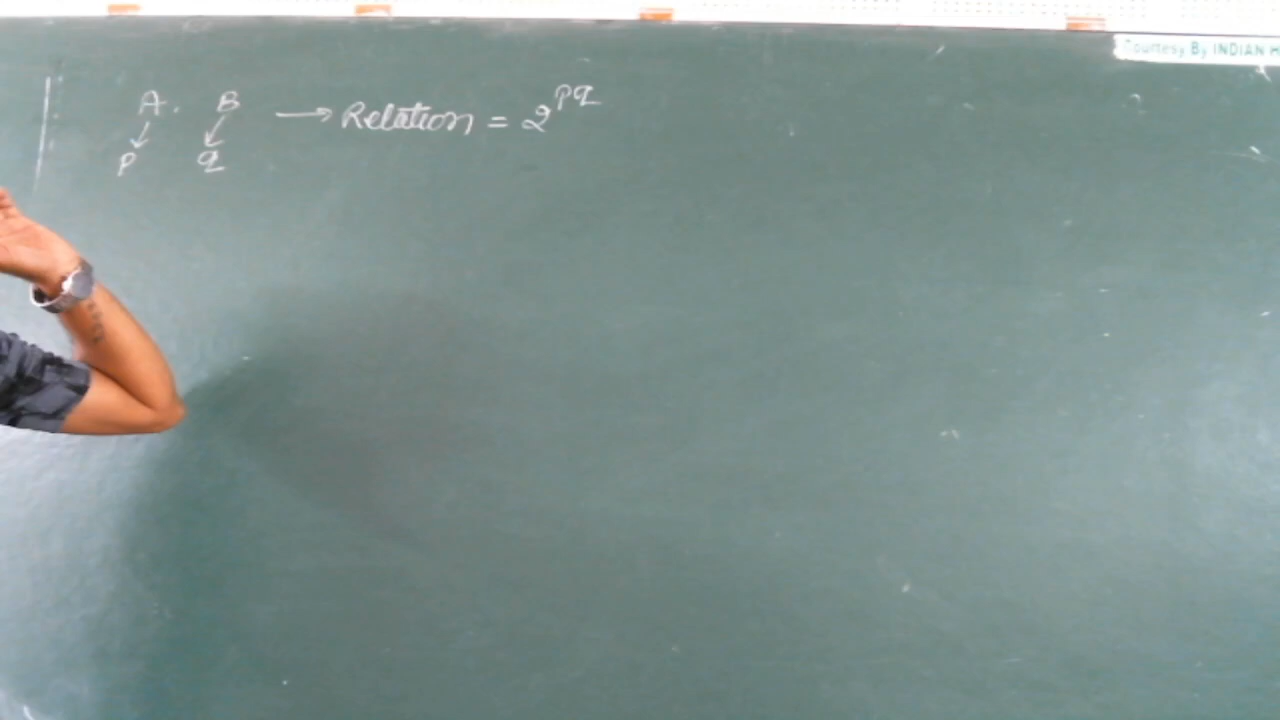 Courtesy By INDIAN H
A. B → Relation = 2^pq
↓ ↓
p q